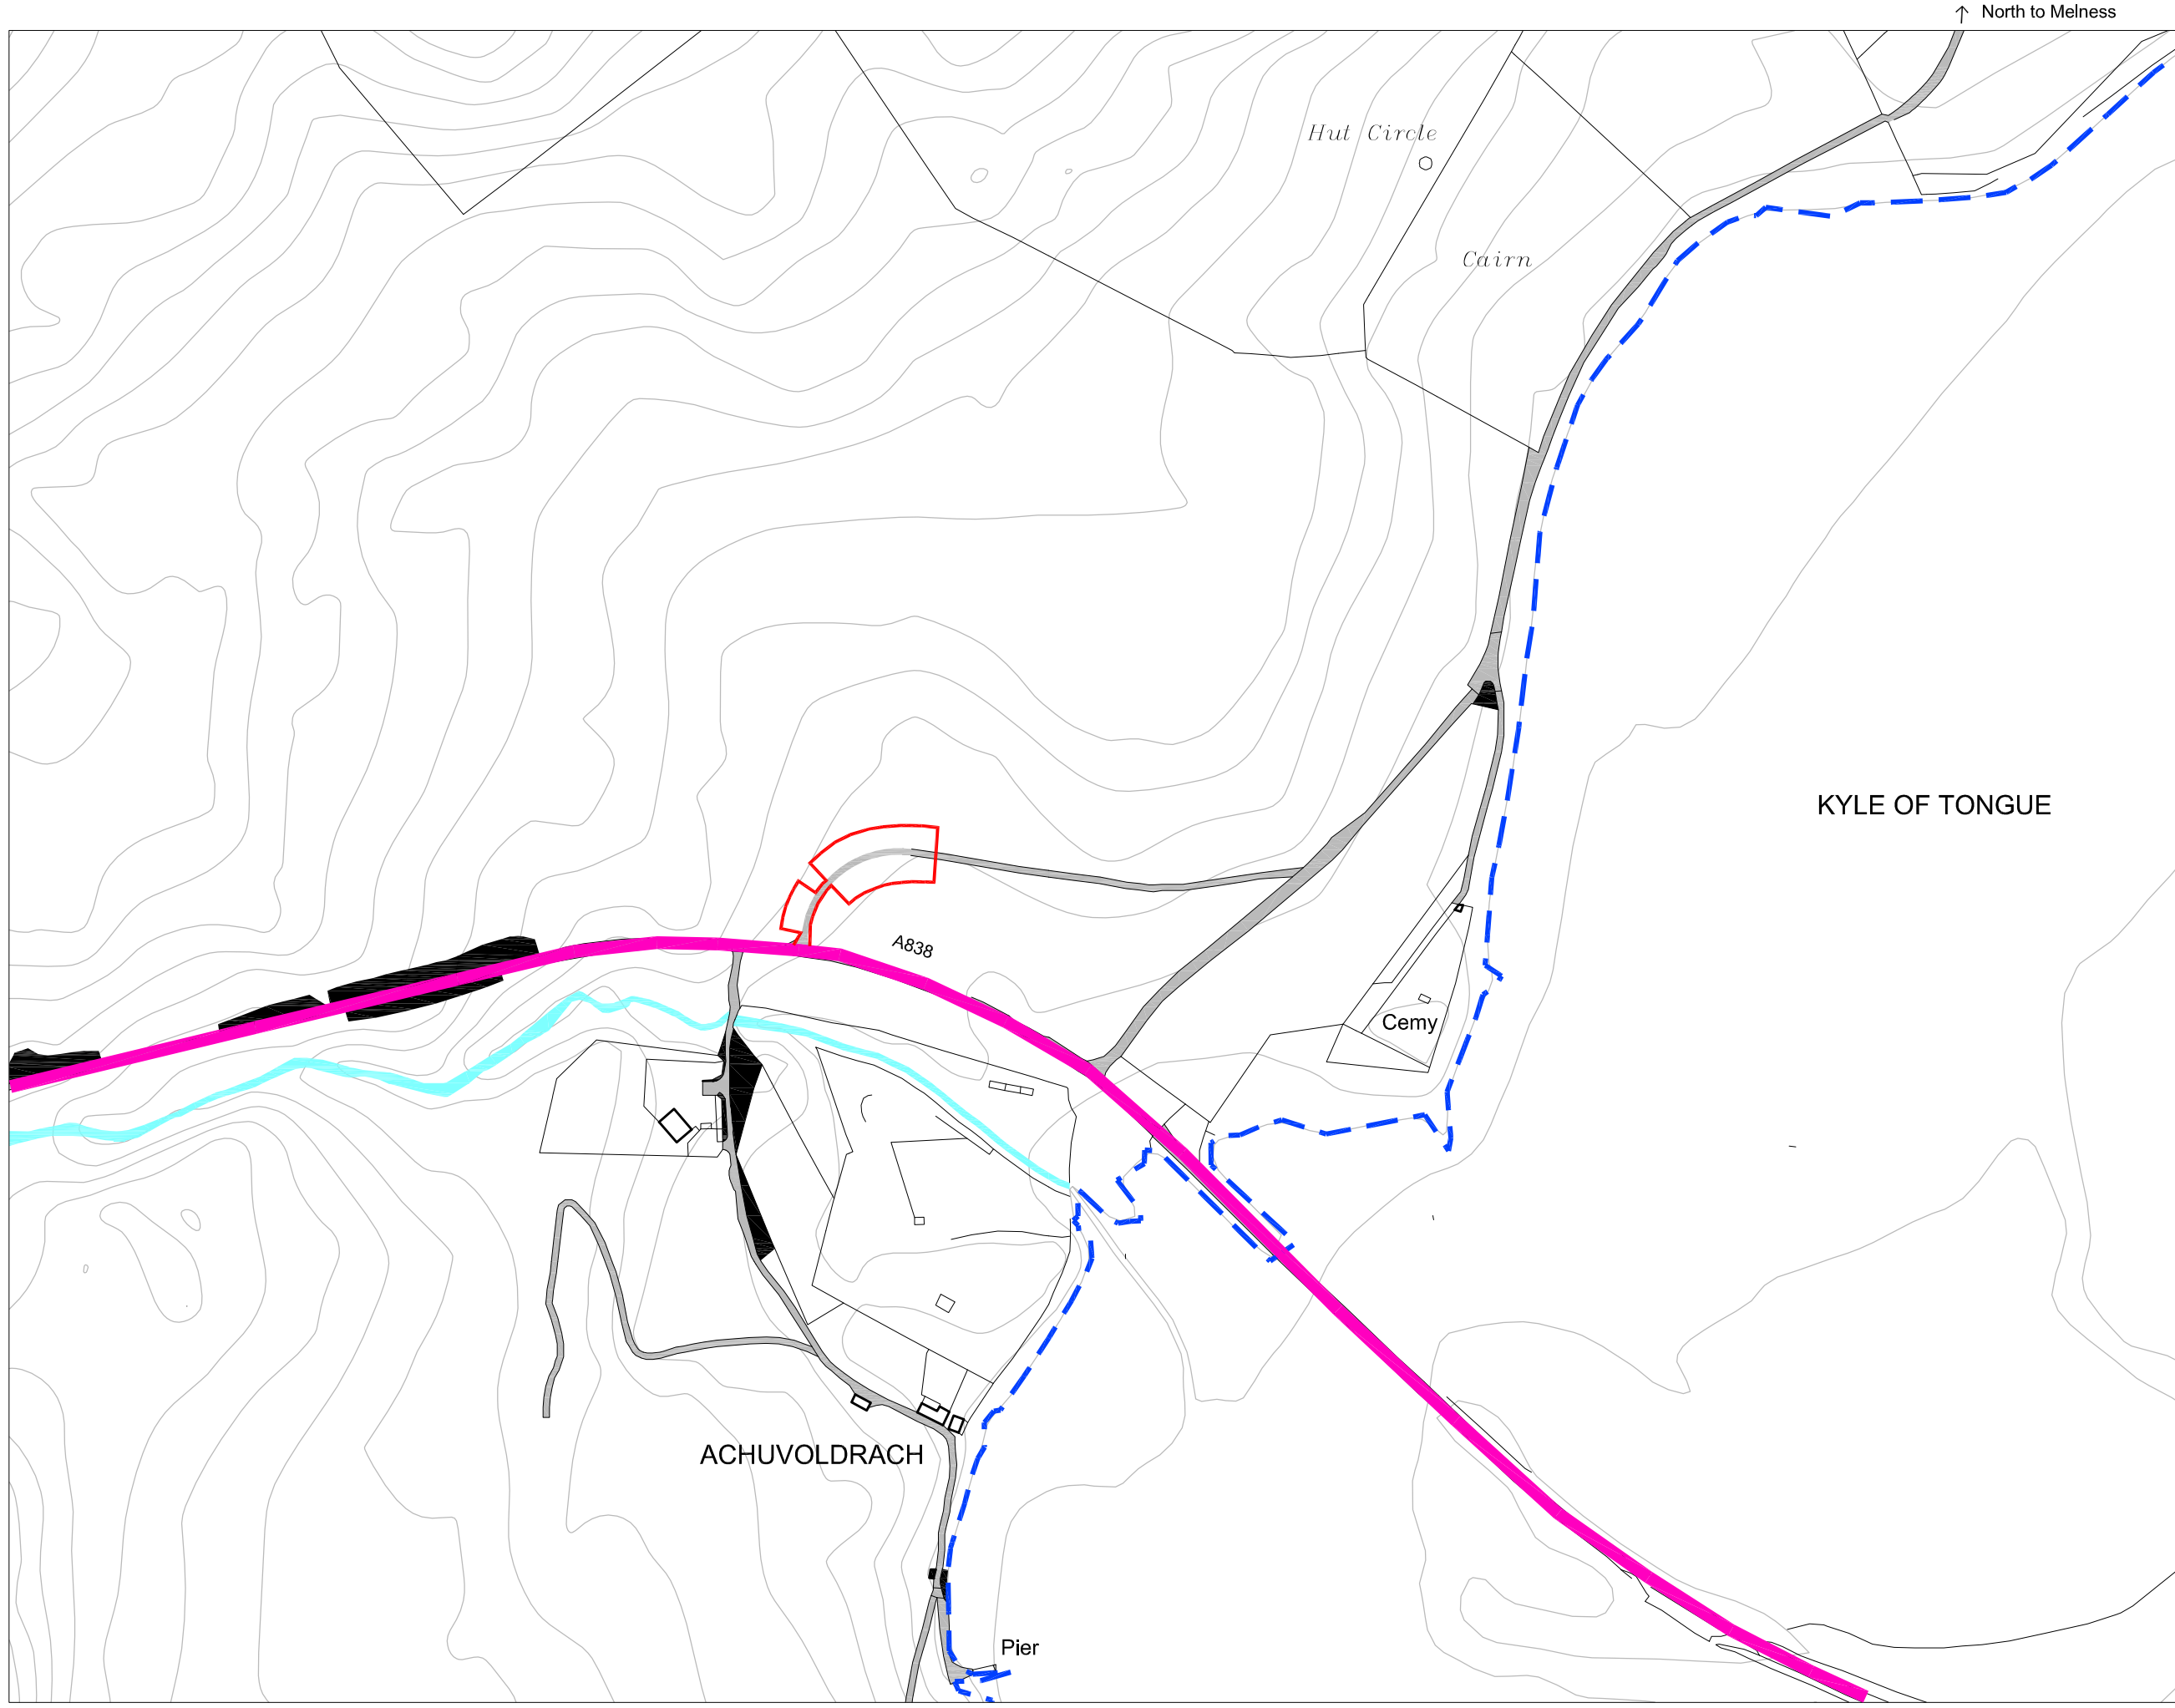 North to Melness
Hut Circle
Cairn
KYLE OF TONGUE
A838
Cemy
ACHUVOLDRACH
Pier